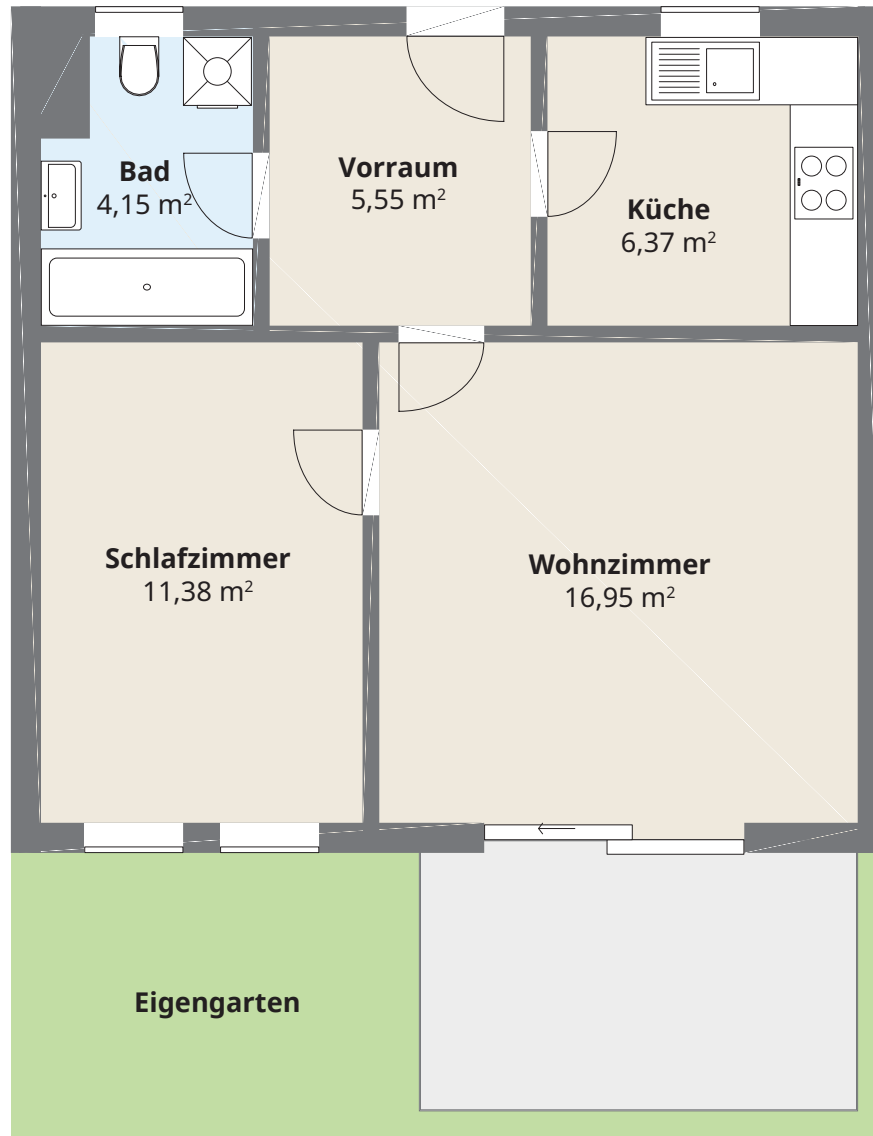 Bad
4,15 m²
Vorraum
5,55 m²
Küche
6,37 m²
Schlafzimmer
11,38 m²
Wohnzimmer
16,95 m²
Eigengarten